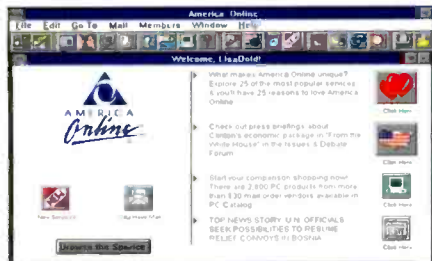 America Online
File Edit Go To Mail Members Window Help
Welcome, LisaDold!
What makes America Online unique?
Explore 25 of the most popular services
& you'll have 25 reasons to love America
Online
Click Here
AMERICA
Online
Check out press briefings about
Clinton's economic package in "From the
White House" in the Issues & Debate
Forum
Click Here
Start your comparison shopping now!
There are 2,800 PC products from more
than 830 mail order vendors available in
PC Catalog
Click Here
New Services
You Have Mail
TOP NEWS STORY U.N. OFFICIALS
SEEK POSSIBILITIES TO RESUME
RELIEF CONVOYS IN BOSNIA
Click Here
Browse the Service